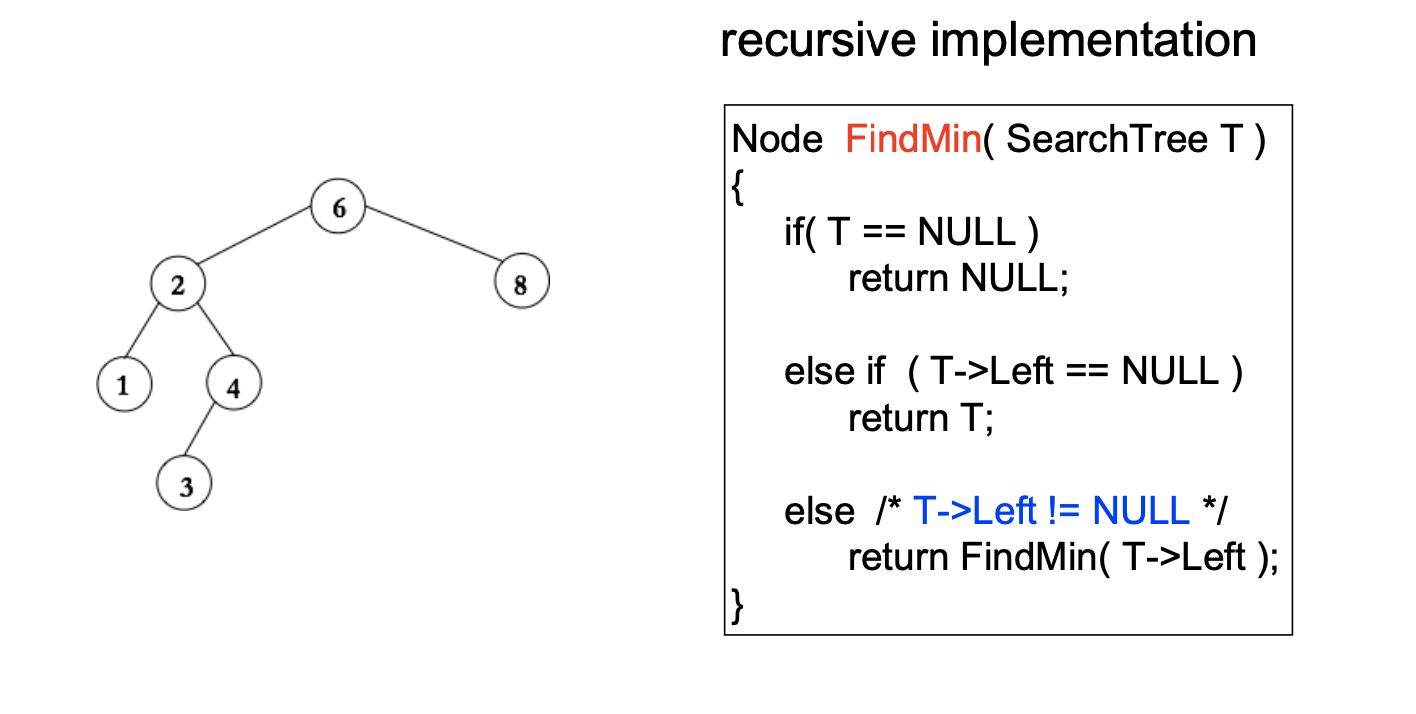 recursive implementation
6
2
8
1
4
3
Node FindMin( SearchTree T )
{
if( T == NULL )
return NULL;
else if ( T->Left == NULL )
return T;
else /* T->Left != NULL */
return FindMin( T->Left );
}